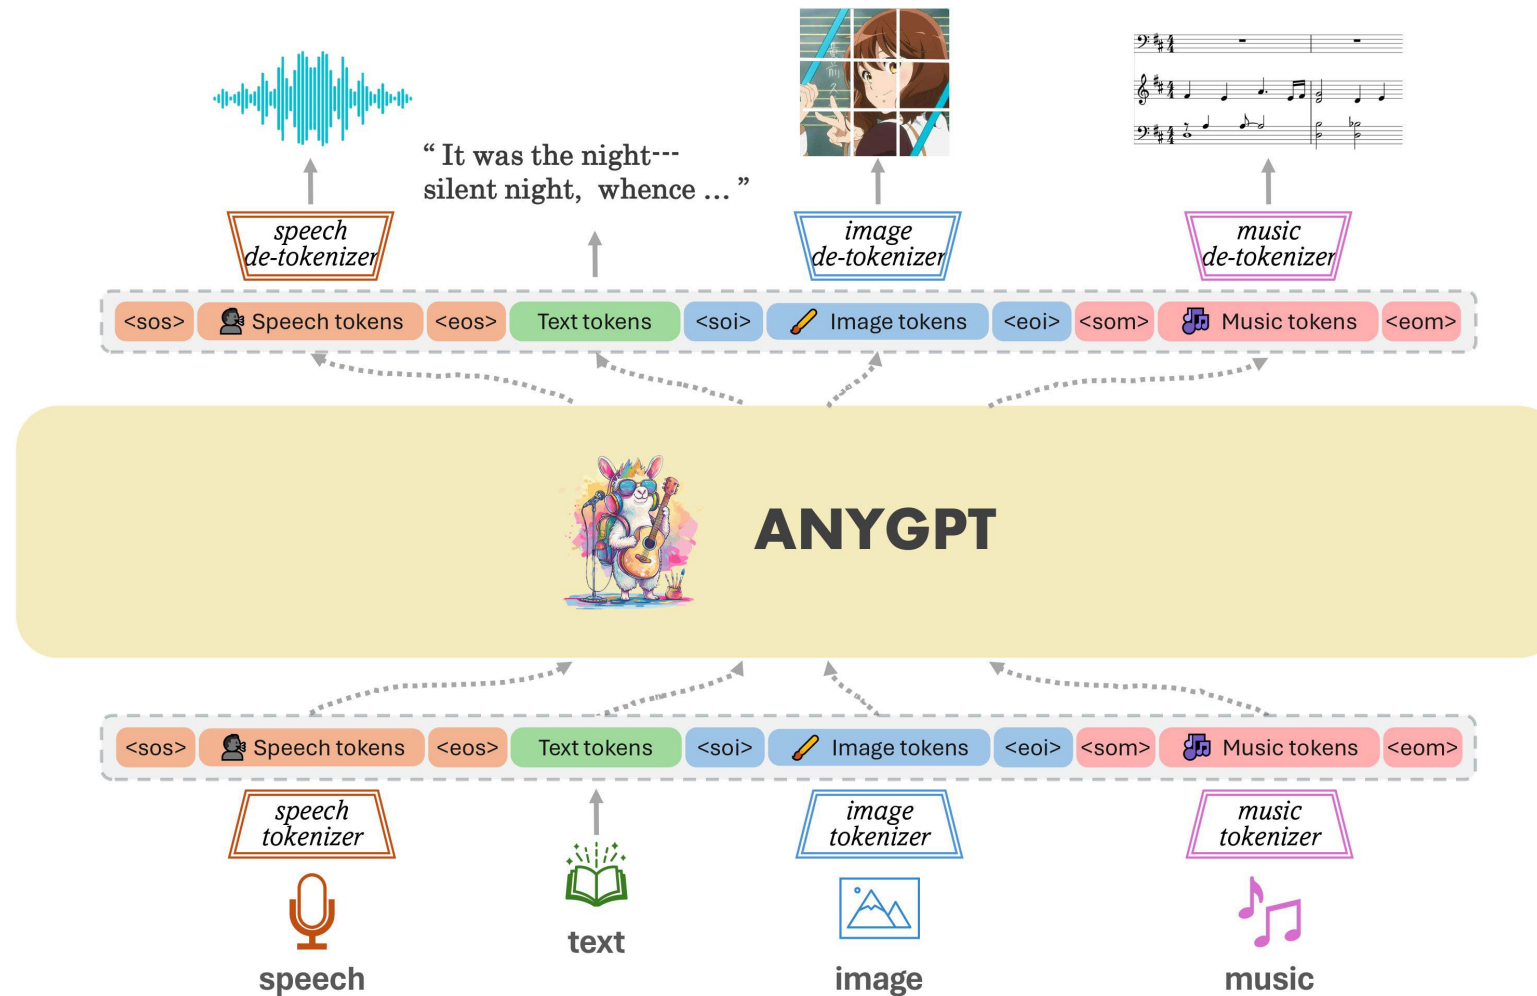 “ It was the night---
silent night, whence ... ”
speech
de-tokenizer
image
de-tokenizer
music
de-tokenizer
<sos> Speech tokens <eos> Text tokens <soi> Image tokens <eoi> <som> Music tokens <eom>
ANYGPT
<sos> Speech tokens <eos> Text tokens <soi> Image tokens <eoi> <som> Music tokens <eom>
speech
tokenizer
image
tokenizer
music
tokenizer
text
speech
image
music